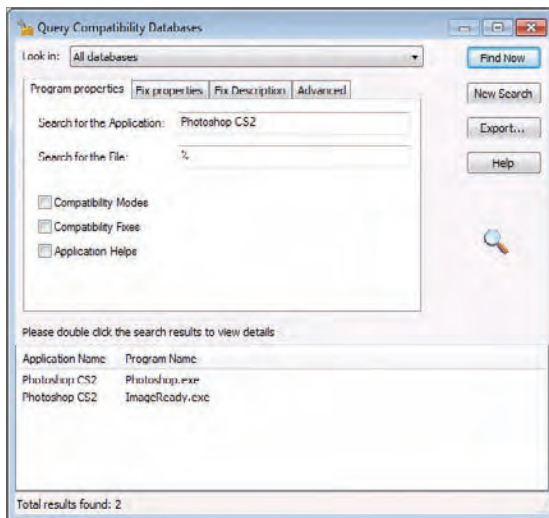 Query Compatibility Databases
Look in: All databases
Find Now
Program properties Fix properties Fix Description Advanced
New Search
Search for the Application: Photoshop CS2
Export...
Search for the File: %
Help
Compatibility Modes
Compatibility Fixes
Application Helps
Please double click the search results to view details
Application Name Program Name
Photoshop CS2 Photoshop.exe
Photoshop CS2 ImageReady.exe
Total results found: 2